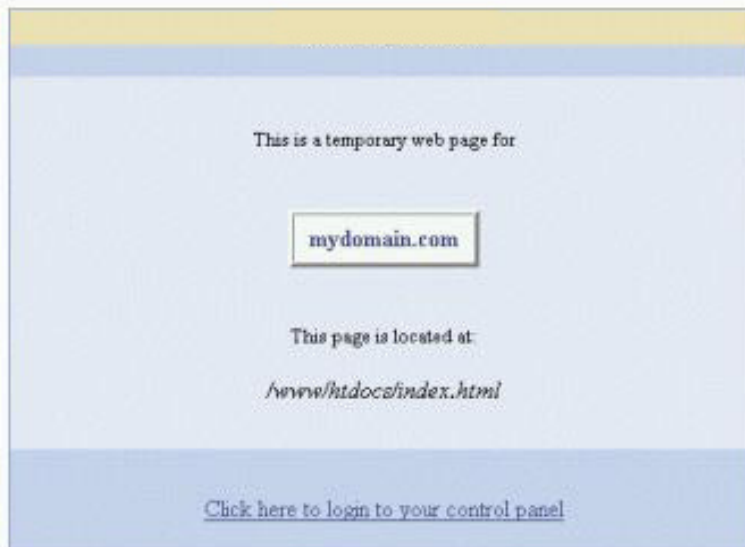 This is a temporary web page for
mydomain.com
This page is located at:
/www/htdocs/index.html
Click here to login to your control panel